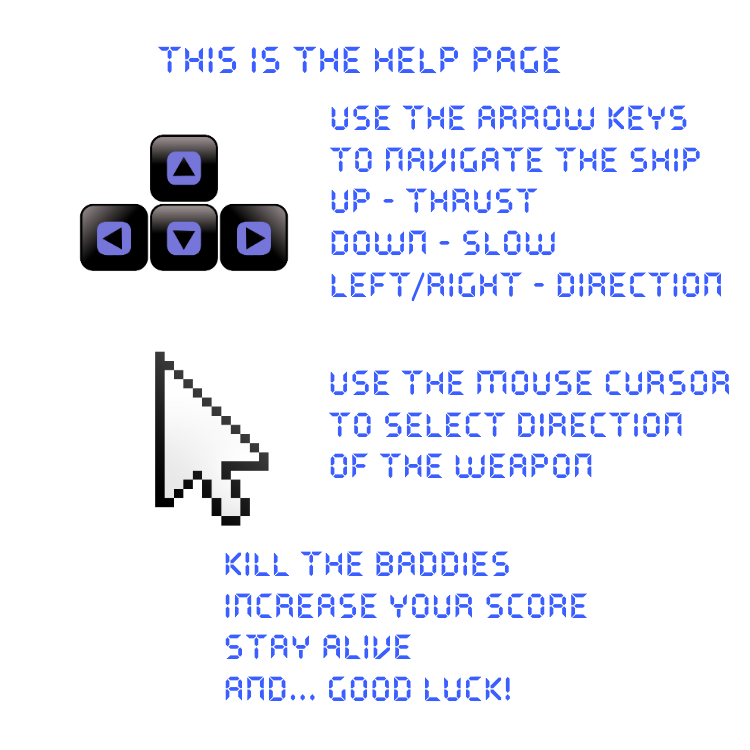 THIS IS THE HELP PAGE
USE THE ARROW KEYS
TO NAVIGATE THE SHIP
UP - THRUST
DOWN - SLOW
LEFT/RIGHT - DIRECTION
USE THE MOUSE CURSOR
TO SELECT DIRECTION
OF THE WEAPON
KILL THE BADDIES
INCREASE YOUR SCORE
STAY ALIVE
AND... GOOD LUCK!